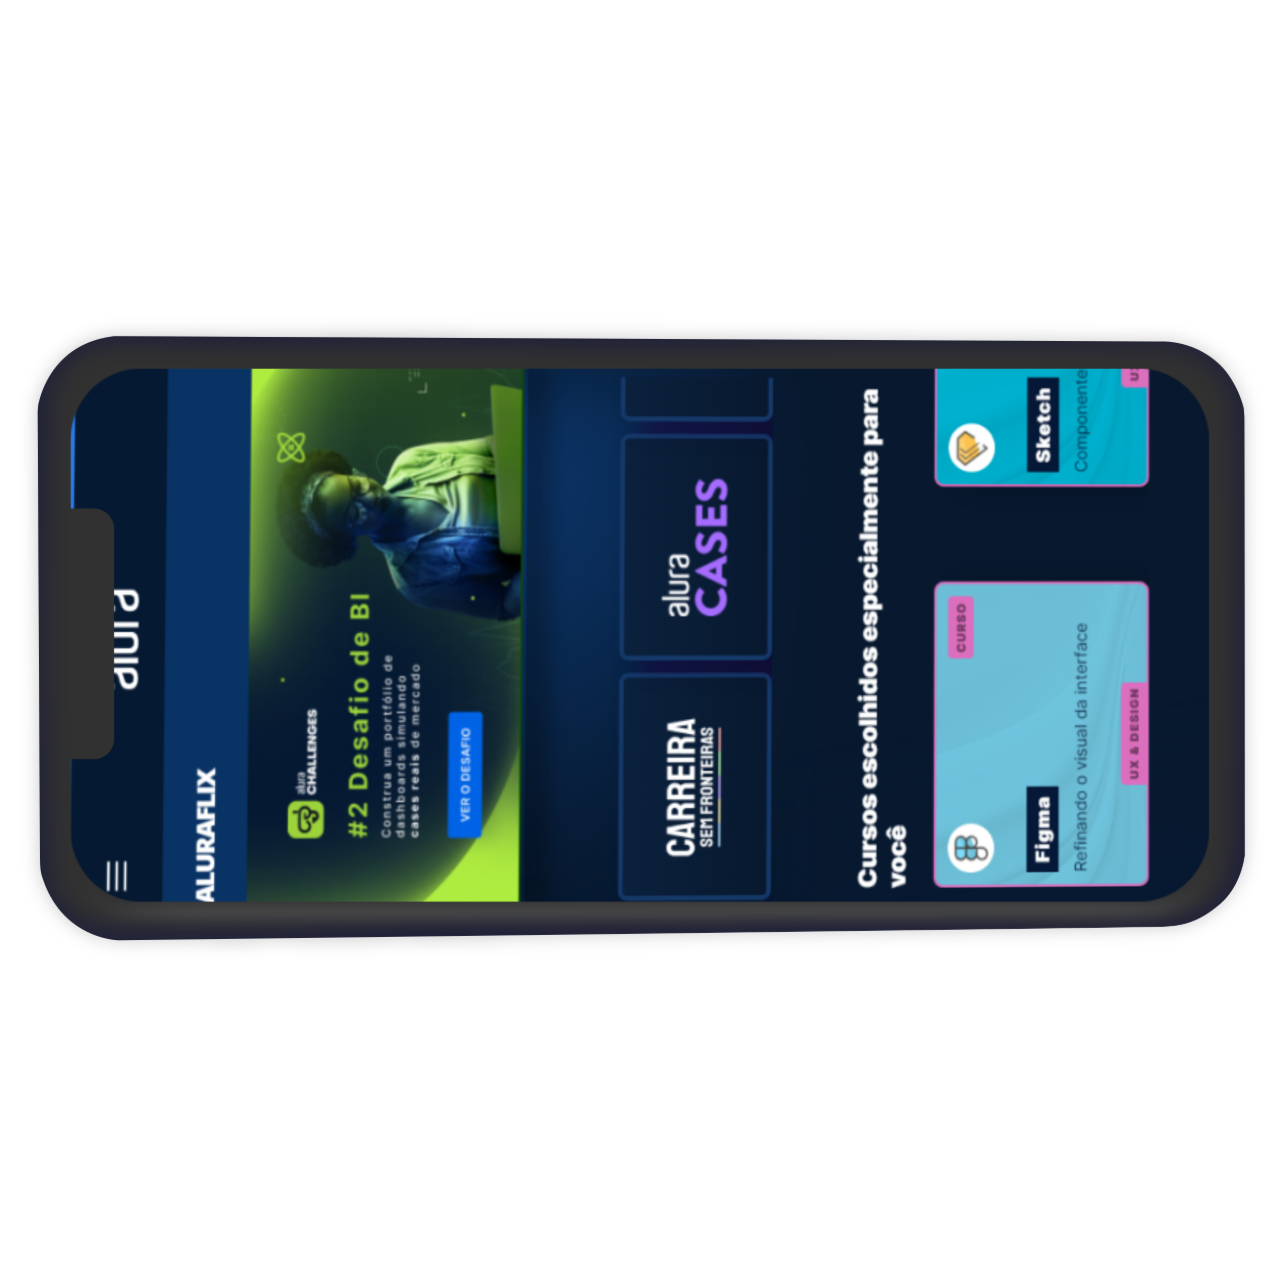 alura
ALURAFLIX
alura
CHALLENGES
#2 Desafio de BI
Construa um portfólio de
dashboards simulando
cases reais de mercado
VER O DESAFIO
CARREIRA
SEM FRONTEIRAS
alura
CASES
Cursos escolhidos especialmente para
você
CURSO
Figma
Refinando o visual da interface
UX & DESIGN
Sketch
Componentes